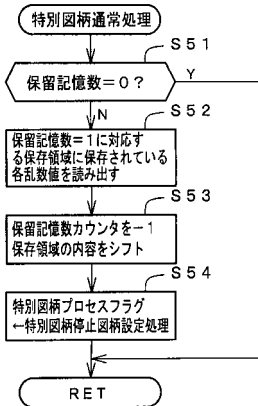 特別図柄通常処理
S51
保留記憶数=0?
Y
N
S52
保留記憶数=1に対応す
る保存領域に保存されている
各乱数値を読み出す
S53
保留記憶数カウンタを-1
保存領域の内容をシフト
S54
特別図柄プロセスフラグ
←特別図柄停止図柄設定処理
RET